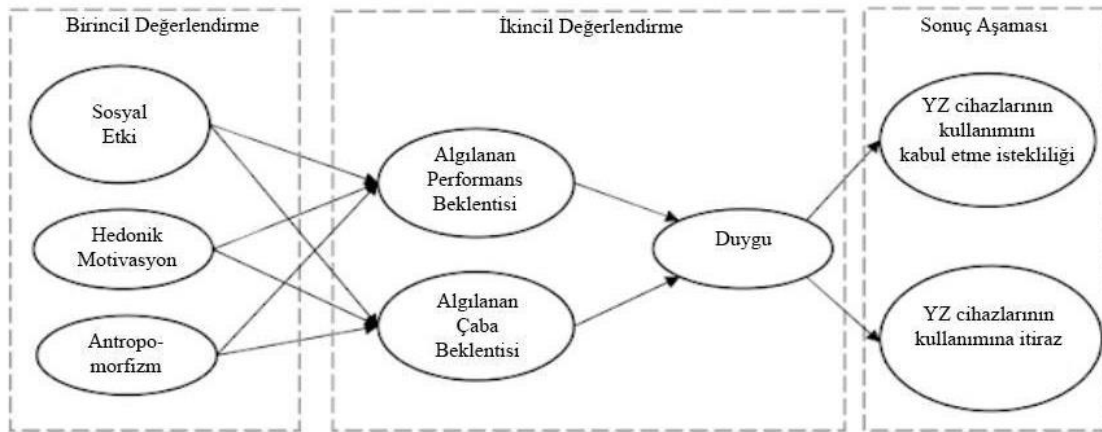 Birincil Değerlendirme
Sosyal
Etki
Hedonik
Motivasyon
Antropo-
morfizm
İkincil Değerlendirme
Algılanan
Performans
Beklentisi
Algılanan
Çaba
Beklentisi
Duygu
Sonuç Aşaması
YZ cihazlarının
kullanımını
kabul etme istekliliği
YZ cihazlarının
kullanımına itiraz